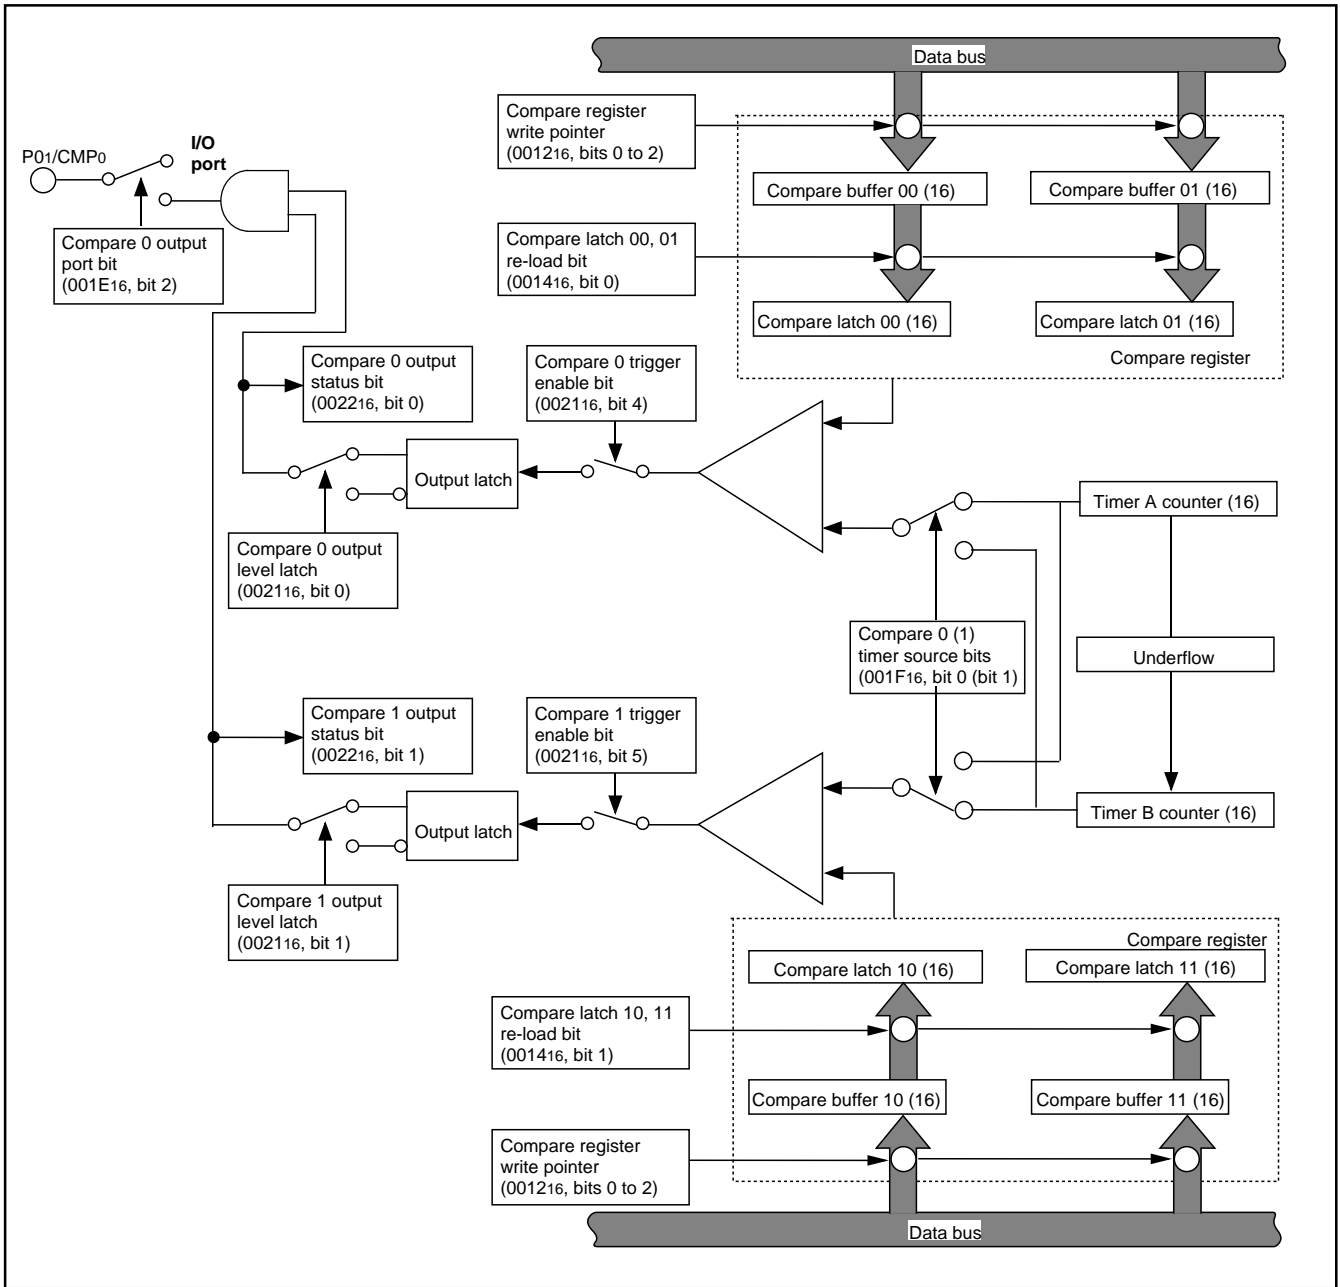 Data bus
Compare register
write pointer
(001216, bits 0 to 2)
P01/CMP0
I/O
port
Compare buffer 00 (16)
Compare buffer 01 (16)
Compare 0 output
port bit
(001E16, bit 2)
Compare latch 00, 01
re-load bit
(001416, bit 0)
Compare latch 00 (16)
Compare latch 01 (16)
Compare register
Compare 0 output
status bit
(002216, bit 0)
Compare 0 trigger
enable bit
(002116, bit 4)
Output latch
Timer A counter (16)
Compare 0 output
level latch
(002116, bit 0)
Compare 0 (1)
timer source bits
(001F16, bit 0 (bit 1)
Underflow
Compare 1 output
status bit
(002216, bit 1)
Compare 1 trigger
enable bit
(002116, bit 5)
Output latch
Timer B counter (16)
Compare 1 output
level latch
(002116, bit 1)
Compare register
Compare latch 10 (16)
Compare latch 11 (16)
Compare latch 10, 11
re-load bit
(001416, bit 1)
Compare buffer 10 (16)
Compare buffer 11 (16)
Compare register
write pointer
(001216, bits 0 to 2)
Data bus